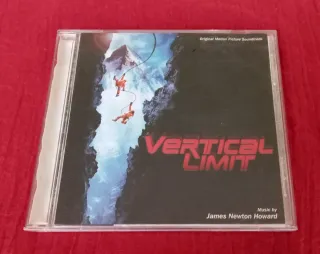 Original Motion Picture Soundtrack
VERTICAL
LIMIT
Music by
James Newton Howard